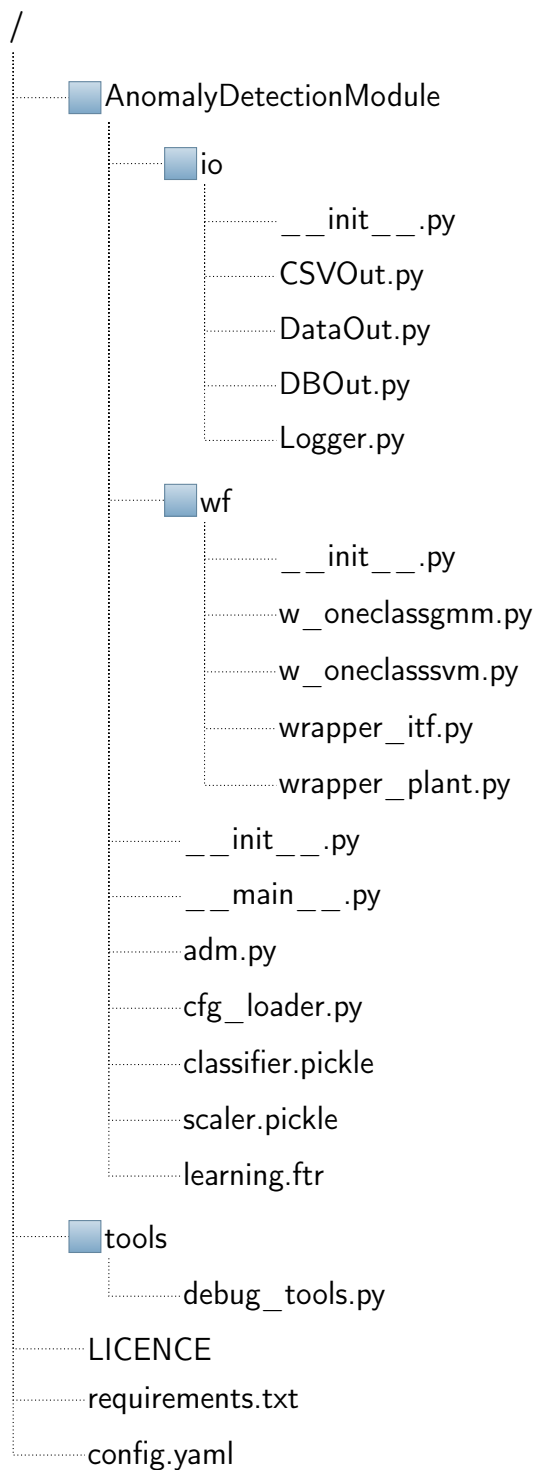 /
AnomalyDetectionModule
io
__init__.py
CSVOut.py
DataOut.py
DBOut.py
Logger.py
wf
__init__.py
w_oneclassgmm.py
w_oneclasssvm.py
wrapper_itf.py
wrapper_plant.py
__init__.py
__main__.py
adm.py
cfg_loader.py
classifier.pickle
scaler.pickle
learning.ftr
tools
debug_tools.py
LICENCE
requirements.txt
config.yaml